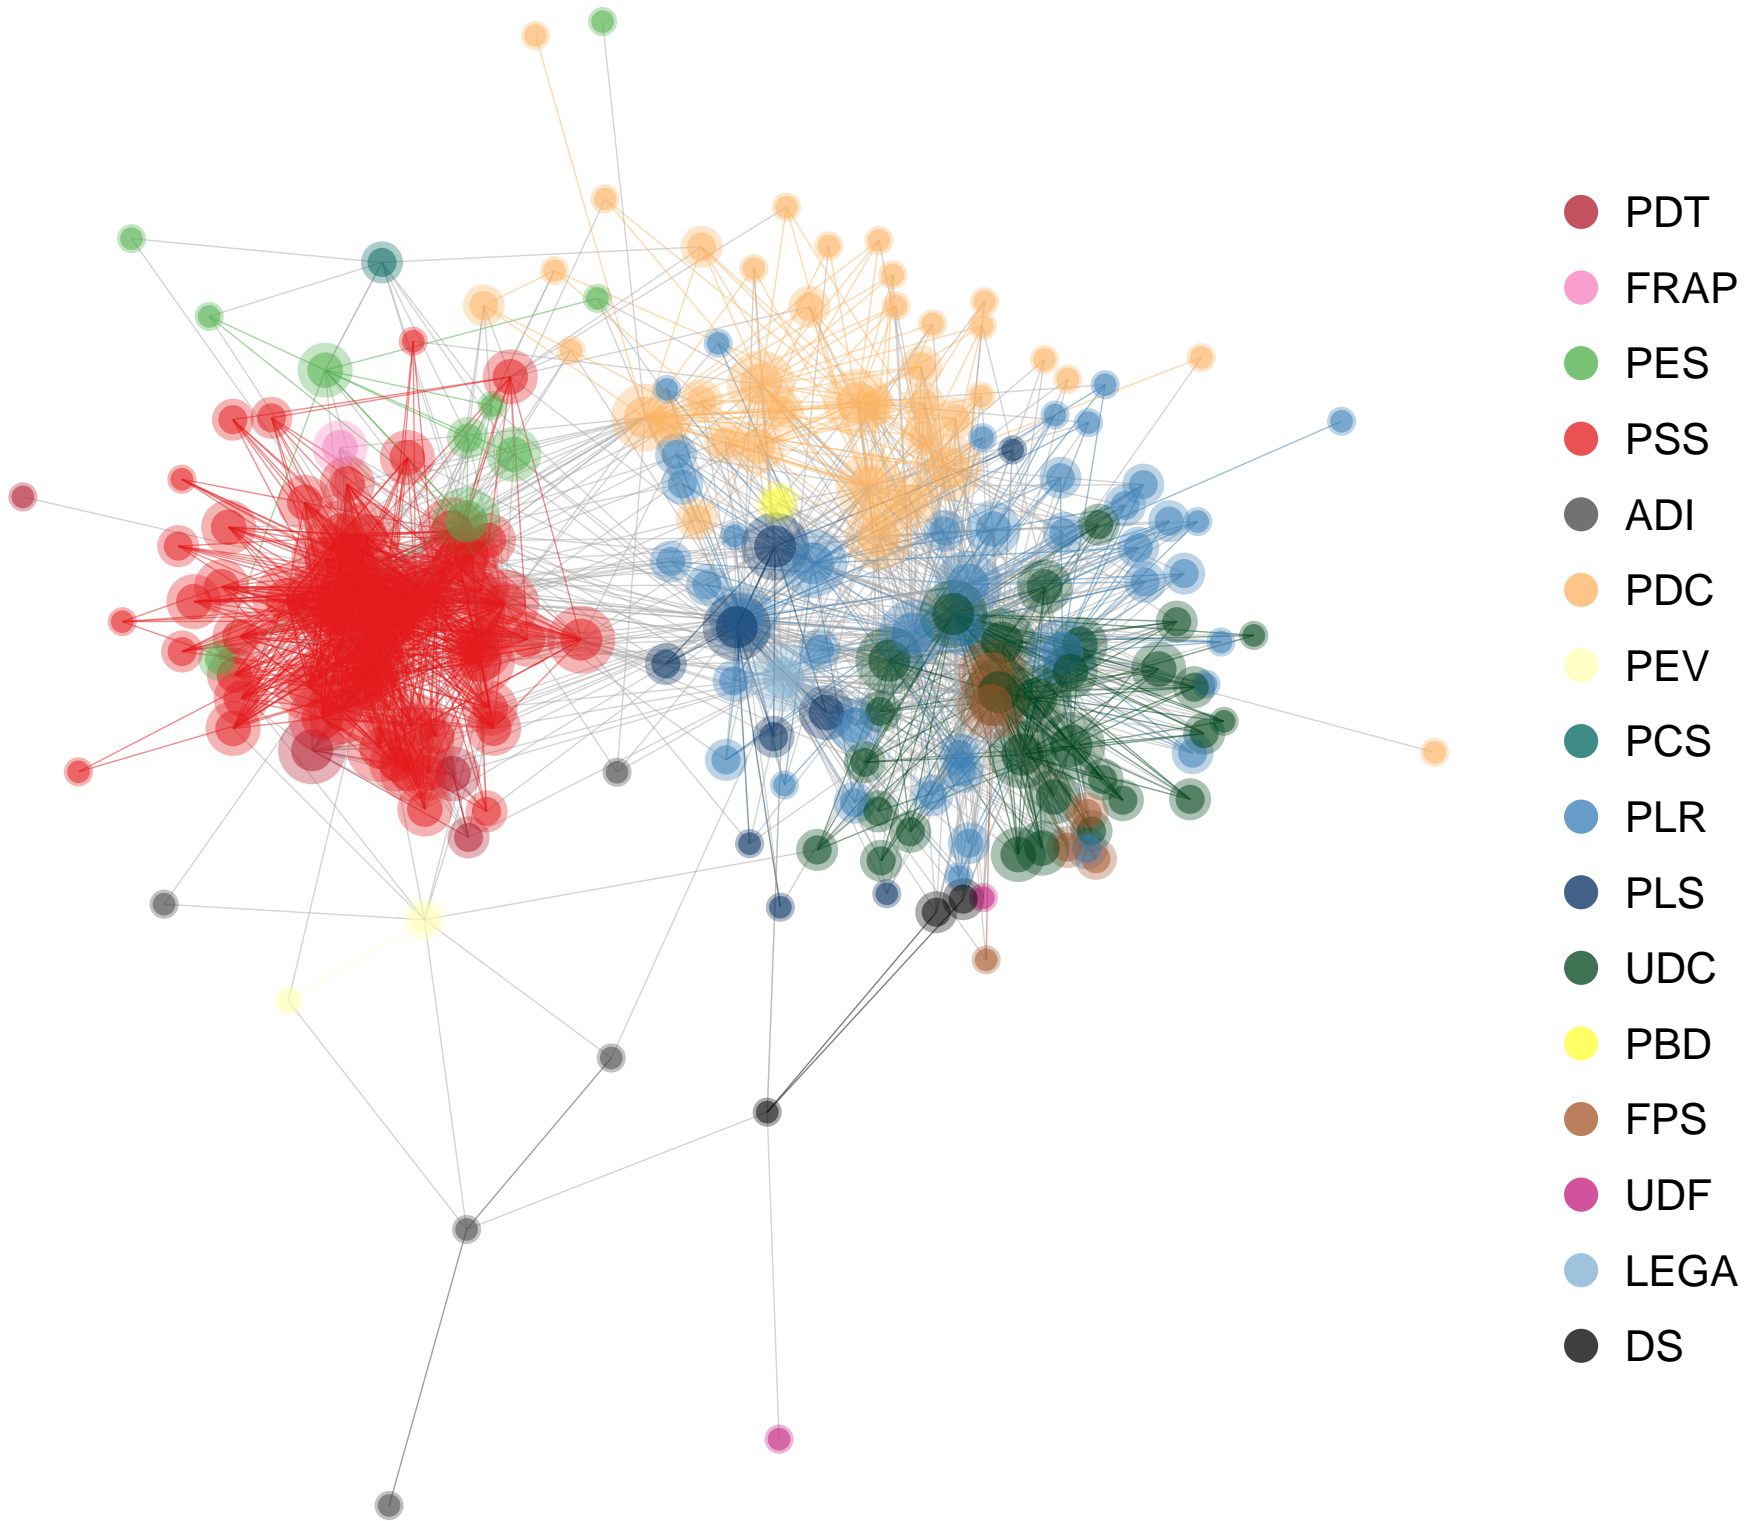 PDT
FRAP
PES
PSS
ADI
PDC
PEV
PCS
PLR
PLS
UDC
PBD
FPS
UDF
LEGA
DS